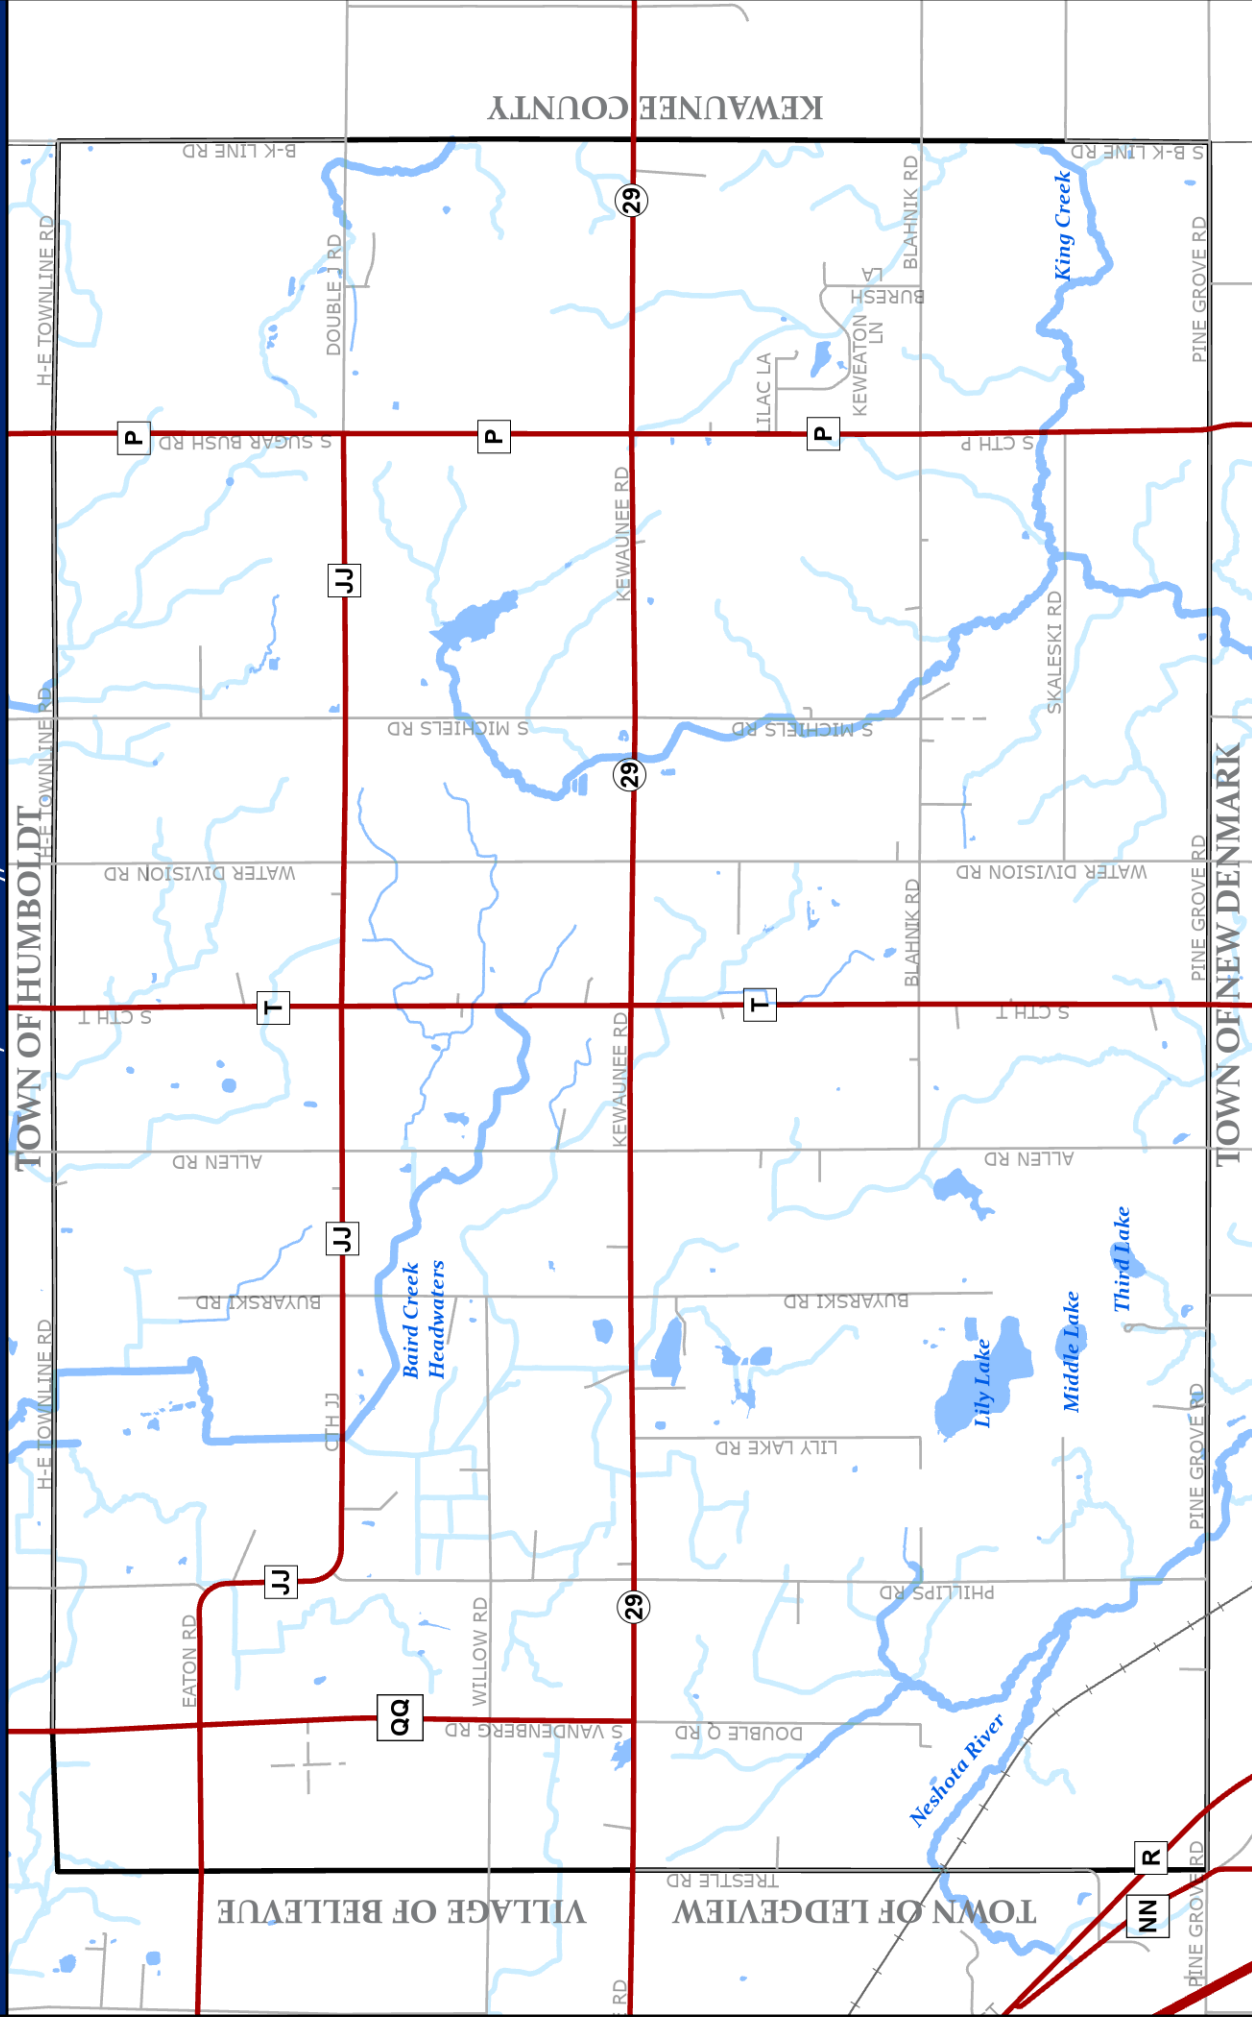 KEWAUNEE COUNTY
B-K LINE RD
S B-K-B LINE RD
H-E TOWNLINE RD
DOUBLE J RD
29
BLAHNIK RD
King Creek
PINE GROVE RD
BURESH
LA
LILAC LA
KEWEATON
LN
P
S SUGAR BUSH RD
P
P
S CTH P
KEWAUNEE RD
JJ
SKALESKI RD
H-E TOWNLINE RD
S MICHIELS RD
S MICHIELS RD
29
TOWN OF HUMBOLDT
TOWN OF NEW DENMARK
WATER DIVISION RD
WATER DIVISION RD
BLAHNIK RD
PINE GROVE RD
S CTH T
T
T
S CTH T
KEWAUNEE RD
ALLEN RD
ALLEN RD
JJ
BUYARSKI RD
BUYARSKI RD
Baird Creek
Headwaters
Lily Lake
Middle Lake
Third Lake
H-E TOWNLINE RD
CTH JJ
LILY LAKE RD
PINE GROVE RD
JJ
29
PHILLIPS RD
EATON RD
WILLOW RD
QQ
S VANDENBERG RD
DOUBLE Q RD
Neshota River
TRESTLE RD
R
NN
PINE GROVE RD
VILLAGE OF BELLEVUE
TOWN OF LEDGEVIEW
E RD